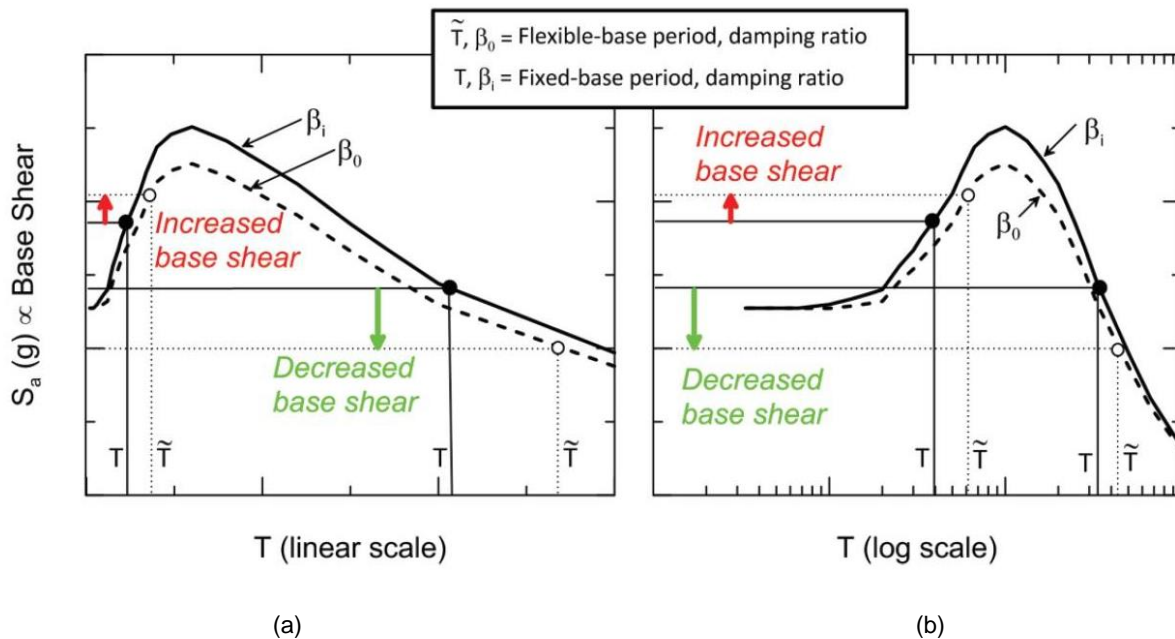 T̃, β₀ = Flexible-base period, damping ratio
T, βᵢ = Fixed-base period, damping ratio
Sₐ (g) ∝ Base Shear
βᵢ
β₀
Increased
base shear
Decreased
base shear
T T̃ T T̃
T (linear scale)
(a)
Increased
base shear
βᵢ
β₀
Decreased
base shear
T T̃ T T̃
T (log scale)
(b)